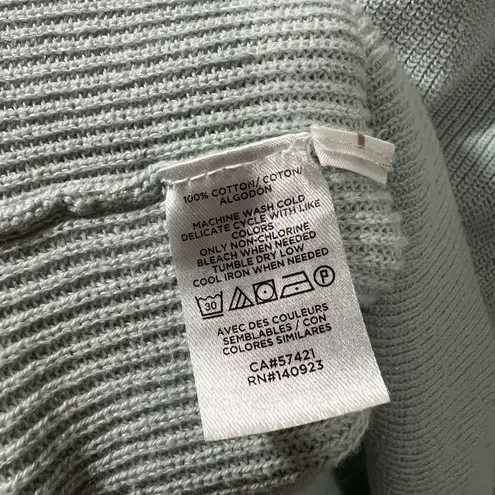 100% COTTON/ COTON/
ALGODON
MACHINE WASH COLD
DELICATE CYCLE WITH LIKE
COLORS
ONLY NON-CHLORINE
BLEACH WHEN NEEDED
TUMBLE DRY LOW
COOL IRON WHEN NEEDED
30 P
AVEC DES COULEURS
SEMBLABLES / CON
COLORES SIMILARES
CA#57421
RN#140923